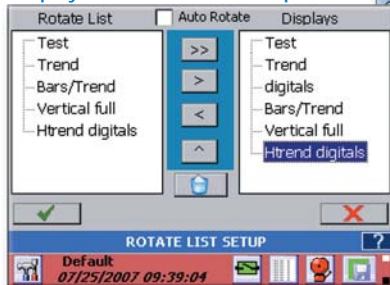 Rotate List
Auto Rotate
Displays
Test
Trend
Bars/Trend
Vertical full
Htrend digitals
>>
>
<
^
Test
Trend
digitals
Bars/Trend
Vertical full
Htrend digitals
ROTATE LIST SETUP
?
Default
07/25/2007 09:39:04